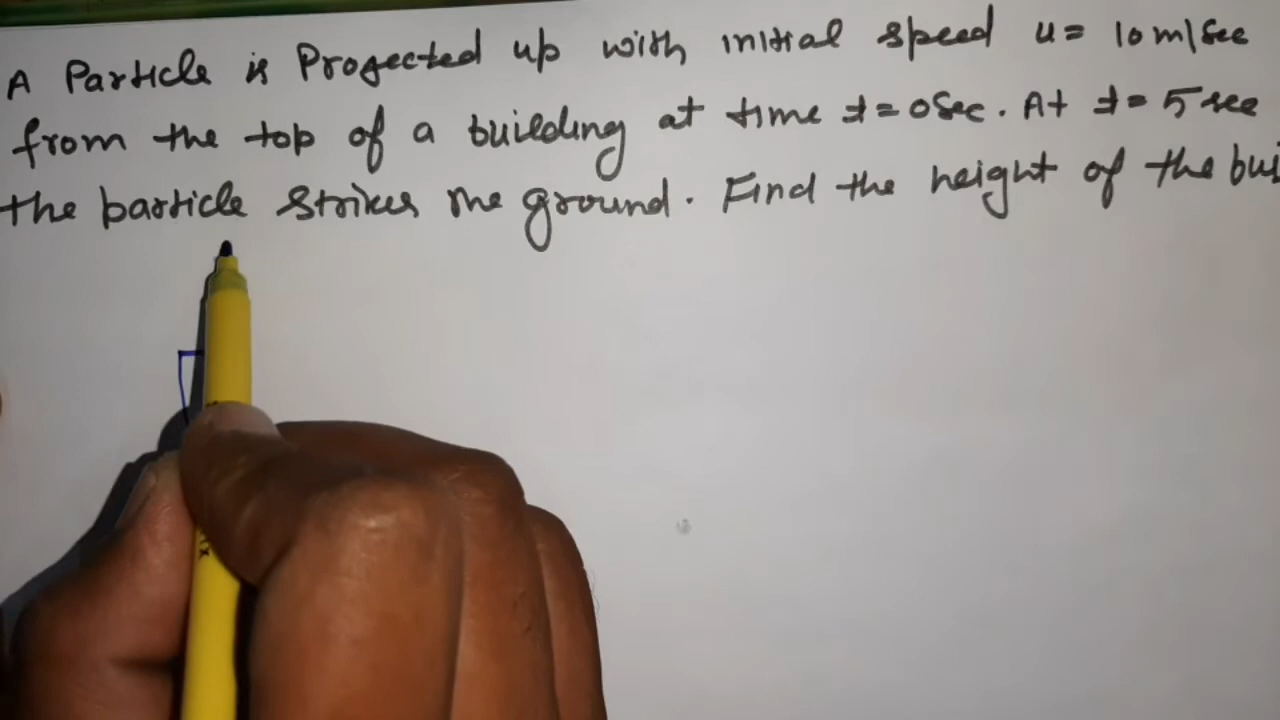 A Particle is Projected up with initial speed u= 10 m/sec
from the top of a building at time t=0 Sec. At t= 5 sec
the particle strikes the ground. Find the height of the bui